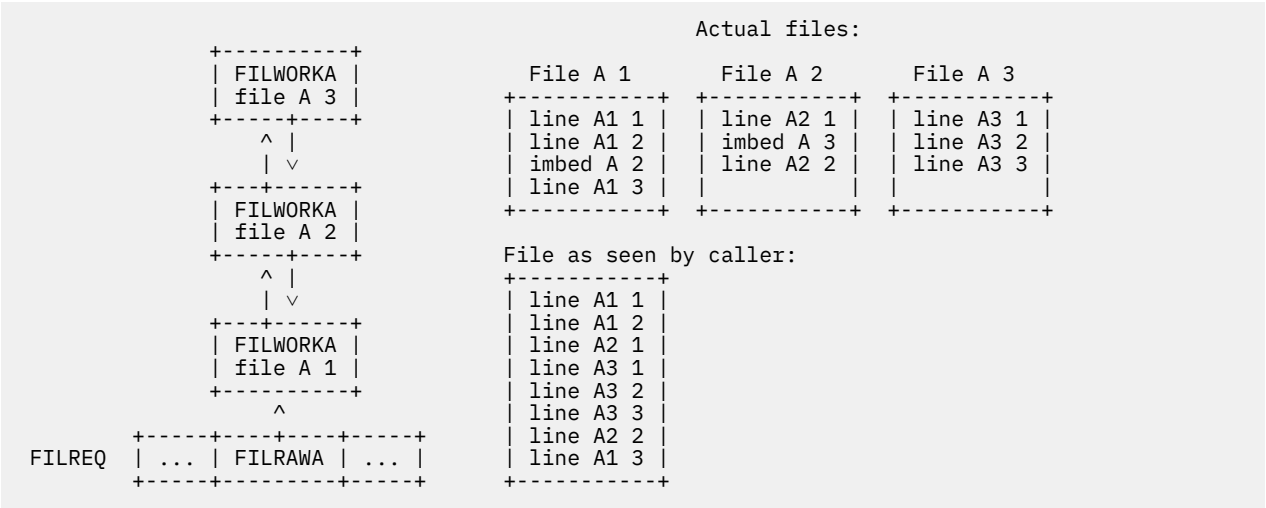 Actual files:
+----------+
| FILWORKA |     File A 1       File A 2       File A 3
| file A 3 |   +-----------+  +-----------+  +-----------+
+-----+----+   | line A1 1 |  | line A2 1 |  | line A3 1 |
^ |         | line A1 2 |  | imbed A 3 |  | line A3 2 |
| v         | imbed A 2 |  | line A2 2 |  | line A3 3 |
+---+------+   | line A1 3 |  |           |  |           |
| FILWORKA |   +-----------+  +-----------+  +-----------+
| file A 2 |
+-----+----+   File as seen by caller:
^ |         +-----------+
| v         | line A1 1 |
+---+------+   | line A1 2 |
| FILWORKA |   | line A2 1 |
| file A 1 |   | line A3 1 |
+----------+   | line A3 2 |
^          | line A3 3 |
+-----+----+----+-----+   | line A2 2 |
FILREQ | ... | FILRAWA | ... |   | line A1 3 |
+-----+---------+-----+   +-----------+